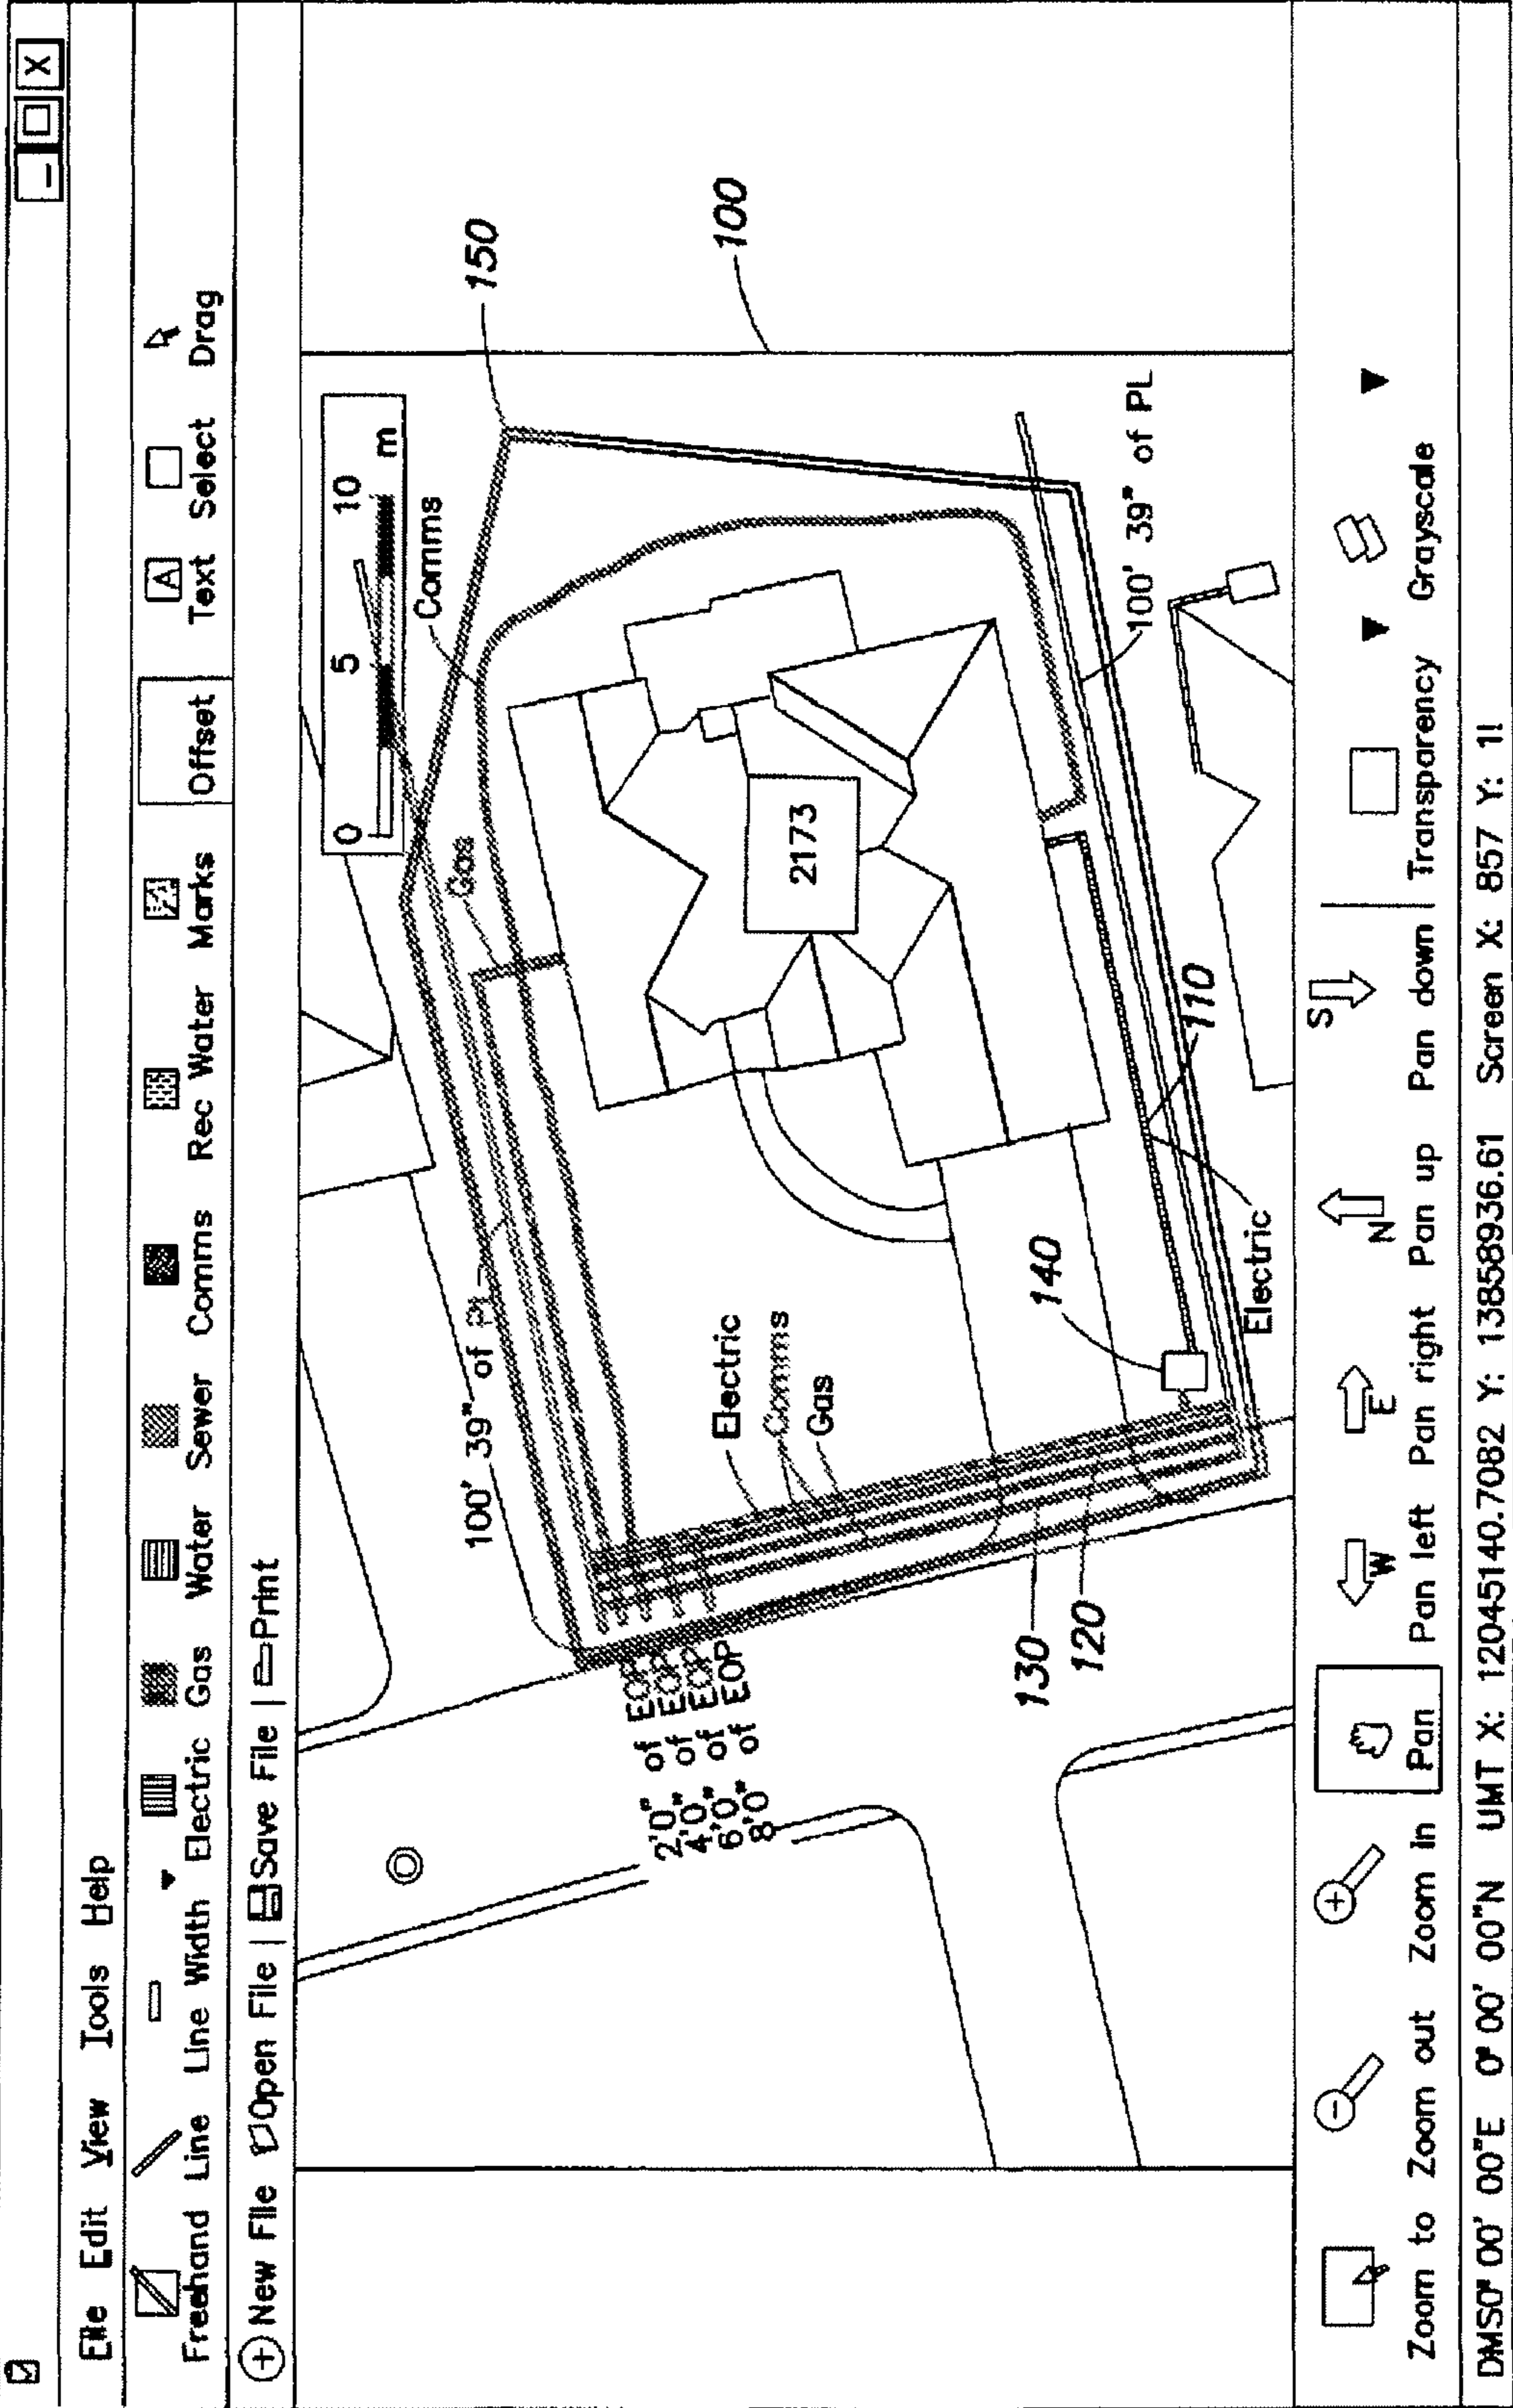 File Edit View Tools Help
Freehand Line Line Width Electric Gas Water Sewer Comms Rec Water Marks Offset Text Select Drag
A
New File Open File | Save File | Print
150
100
0 5 10
m
Comms
Gas
100' 39" of PL
2173
100' 39" of PL
Electric
Comms
Gas
140
110
Electric
2'0" of EOP
4'0" of EOP
6'0" of EOP
8'0" of EOP
130
120
W E N S
Zoom to Zoom out Zoom in Pan Pan left Pan right Pan up Pan down | Transparency Grayscale
DMS0° 00' 00"E 0° 00' 00"N UMT X: 12045140.7082 Y: 13858936.61 Screen X: 857 Y: 1!